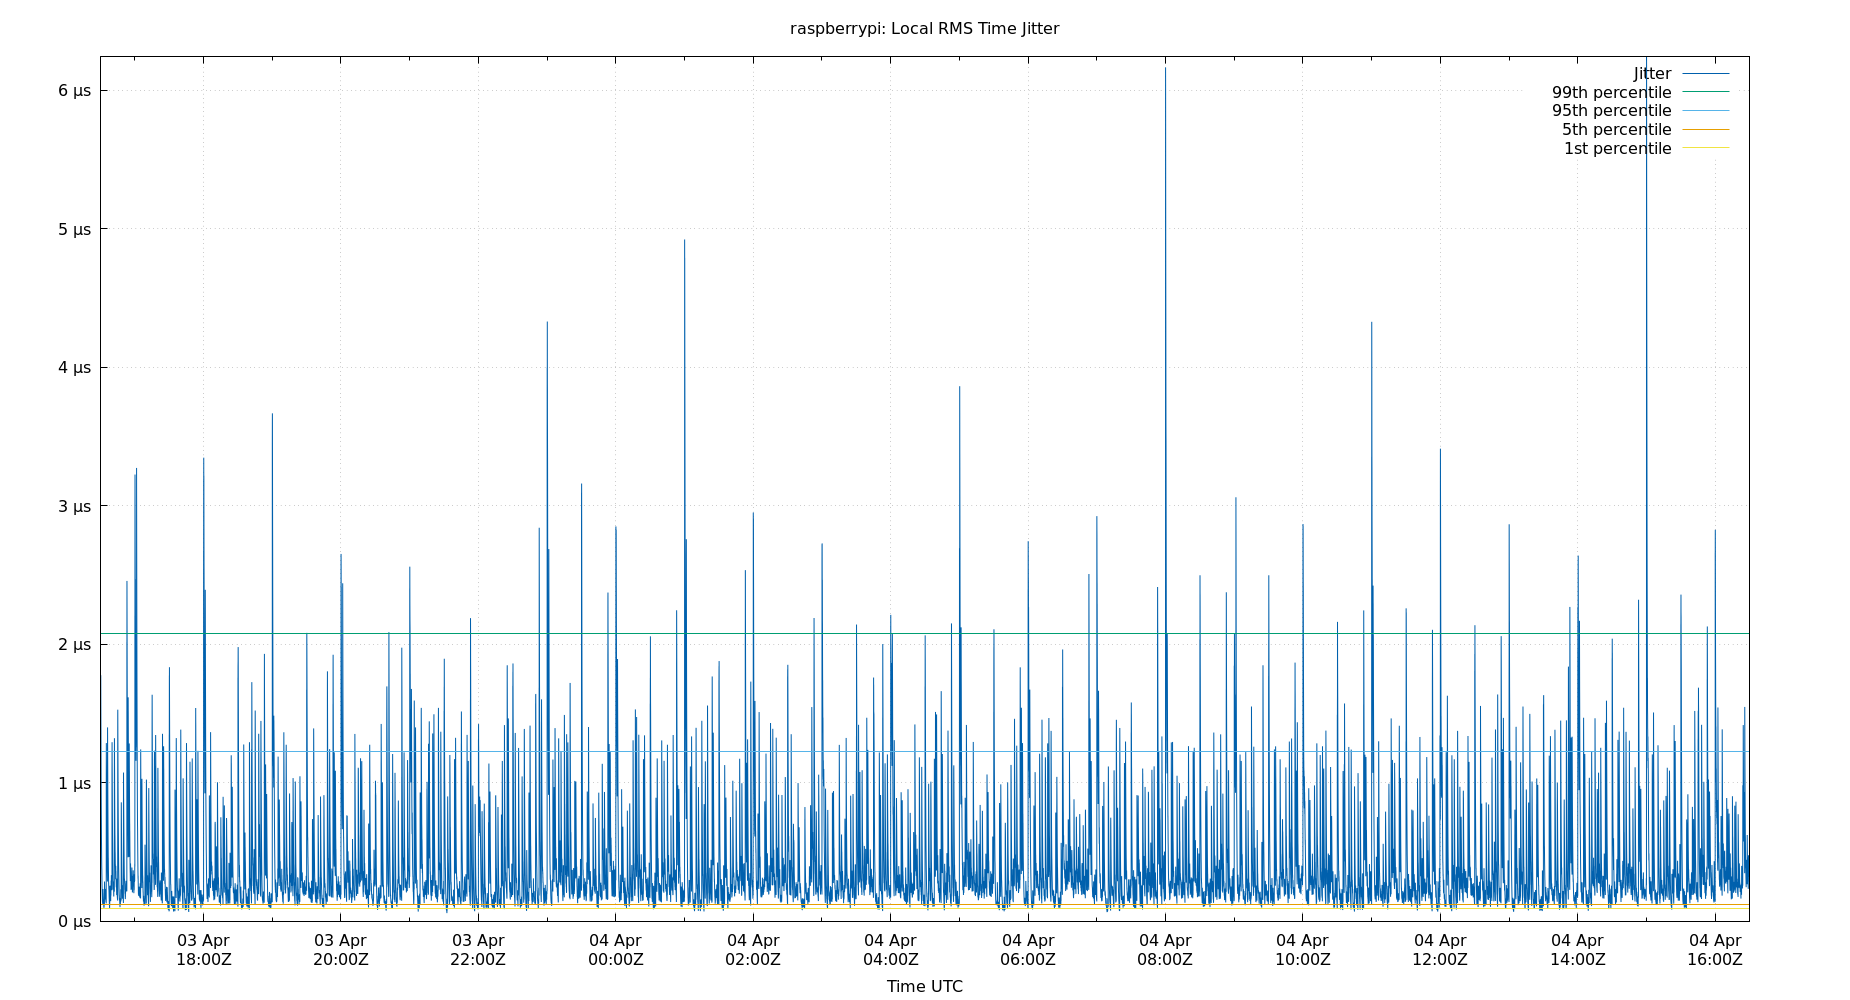 raspberrypi: Local RMS Time Jitter
Jitter
99th percentile
95th percentile
5th percentile
1st percentile
6 µs
5 µs
4 µs
3 µs
2 µs
1 µs
0 µs
03 Apr 03 Apr 03 Apr 04 Apr 04 Apr 04 Apr 04 Apr 04 Apr 04 Apr 04 Apr 04 Apr 04 Apr
18:00Z 20:00Z 22:00Z 00:00Z 02:00Z 04:00Z 06:00Z 08:00Z 10:00Z 12:00Z 14:00Z 16:00Z
Time UTC